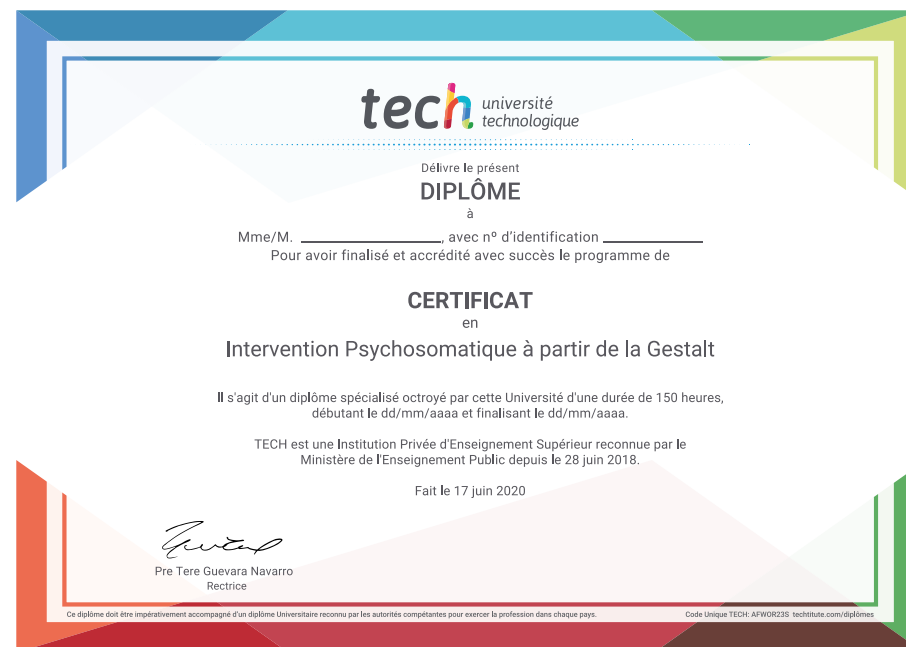 tech université
technologique
Délivre le présent
DIPLÔME
à
Mme/M. ____________________, avec nº d'identification ______________
Pour avoir finalisé et accrédité avec succès le programme de
CERTIFICAT
en
Intervention Psychosomatique à partir de la Gestalt
Il s'agit d'un diplôme spécialisé octroyé par cette Université d'une durée de 150 heures,
débutant le dd/mm/aaaa et finalisant le dd/mm/aaaa.
TECH est une Institution Privée d'Enseignement Supérieur reconnue par le
Ministère de l'Enseignement Public depuis le 28 juin 2018.
Fait le 17 juin 2020
Pre Tere Guevara Navarro
Rectrice
Ce diplôme doit être impérativement accompagné d'un diplôme Universitaire reconnu par les autorités compétentes pour exercer la profession dans chaque pays. Code Unique TECH: AFWOR23S techtitute.com/diplômes